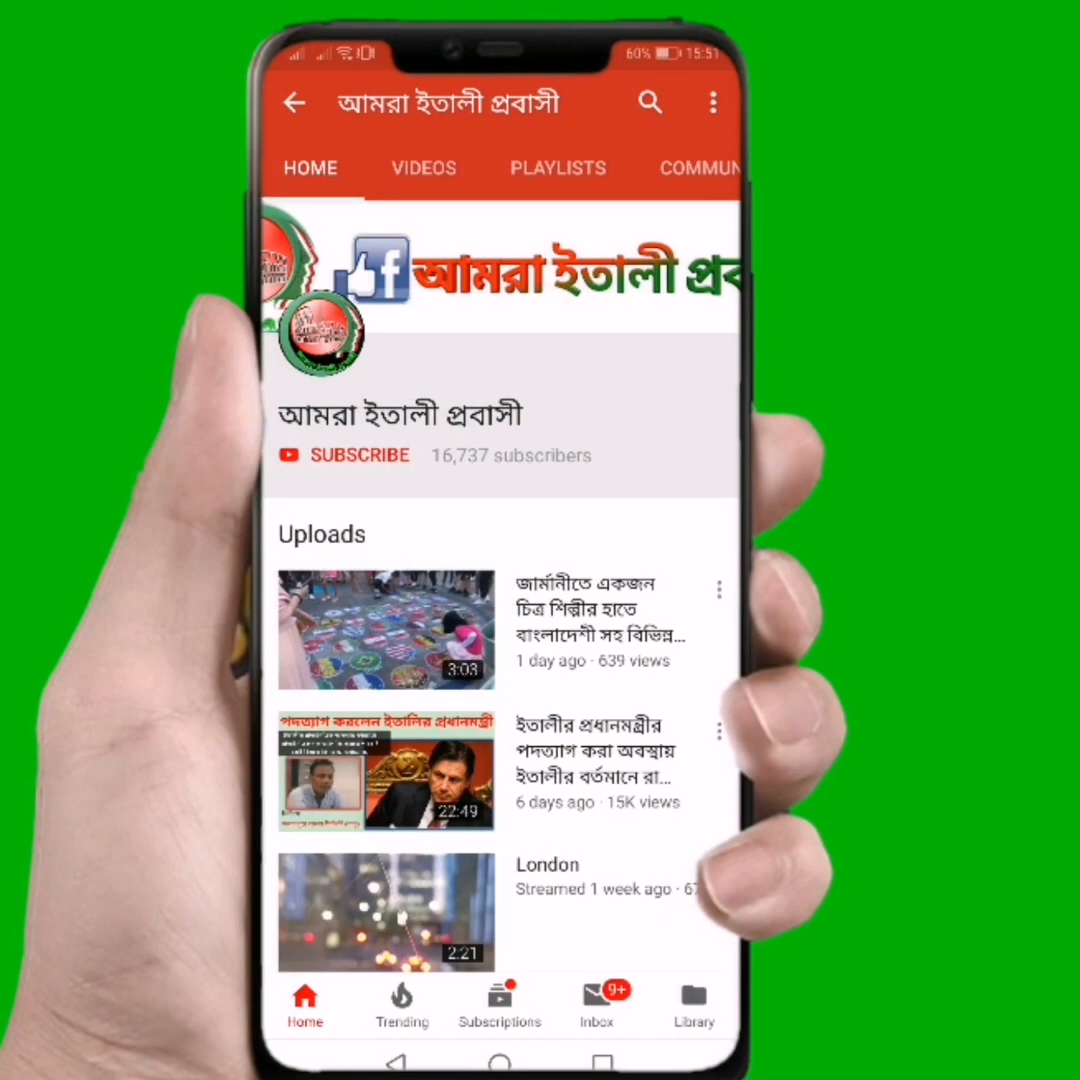 60% 15:51
আমরা ইতালী প্রবাসী
HOME VIDEOS PLAYLISTS COMMUN
f আমরা ইতালী প্রব
আমরা ইতালী প্রবাসী
SUBSCRIBE 16,737 subscribers
Uploads
জার্মানীতে একজন
চিত্র শিল্পীর হাতে
বাংলাদেশী সহ বিভিন্ন...
1 day ago · 639 views
3:03
পদত্যাগ করলেন ইতালির প্রধানমন্ত্রী
ইতালীর প্রধানমন্ত্রীর
পদত্যাগ করা অবস্থায়
ইতালীর বর্তমানে রা...
6 days ago · 15K views
22:49
London
Streamed 1 week ago · 67
2:21
9+
Home Trending Subscriptions Inbox Library